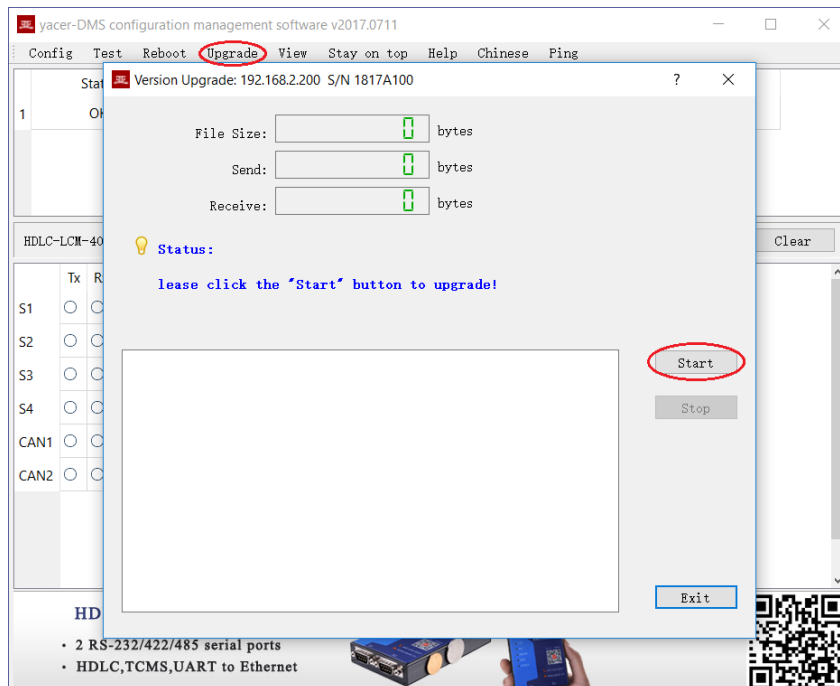 亚 yacer-DMS configuration management software v2017.0711
Config Test Reboot Upgrade View Stay on top Help Chinese Ping
Stat
1 OK
亚 Version Upgrade: 192.168.2.200 S/N 1817A100 ?
File Size: 0 bytes
Send: 0 bytes
Receive: 0 bytes
Status:
lease click the "Start" button to upgrade!
HDLC-LCM-40
Clear
Tx R
S1
S2
S3
S4
CAN1
CAN2
Start
Stop
Exit
HD
· 2 RS-232/422/485 serial ports
· HDLC,TCMS,UART to Ethernet